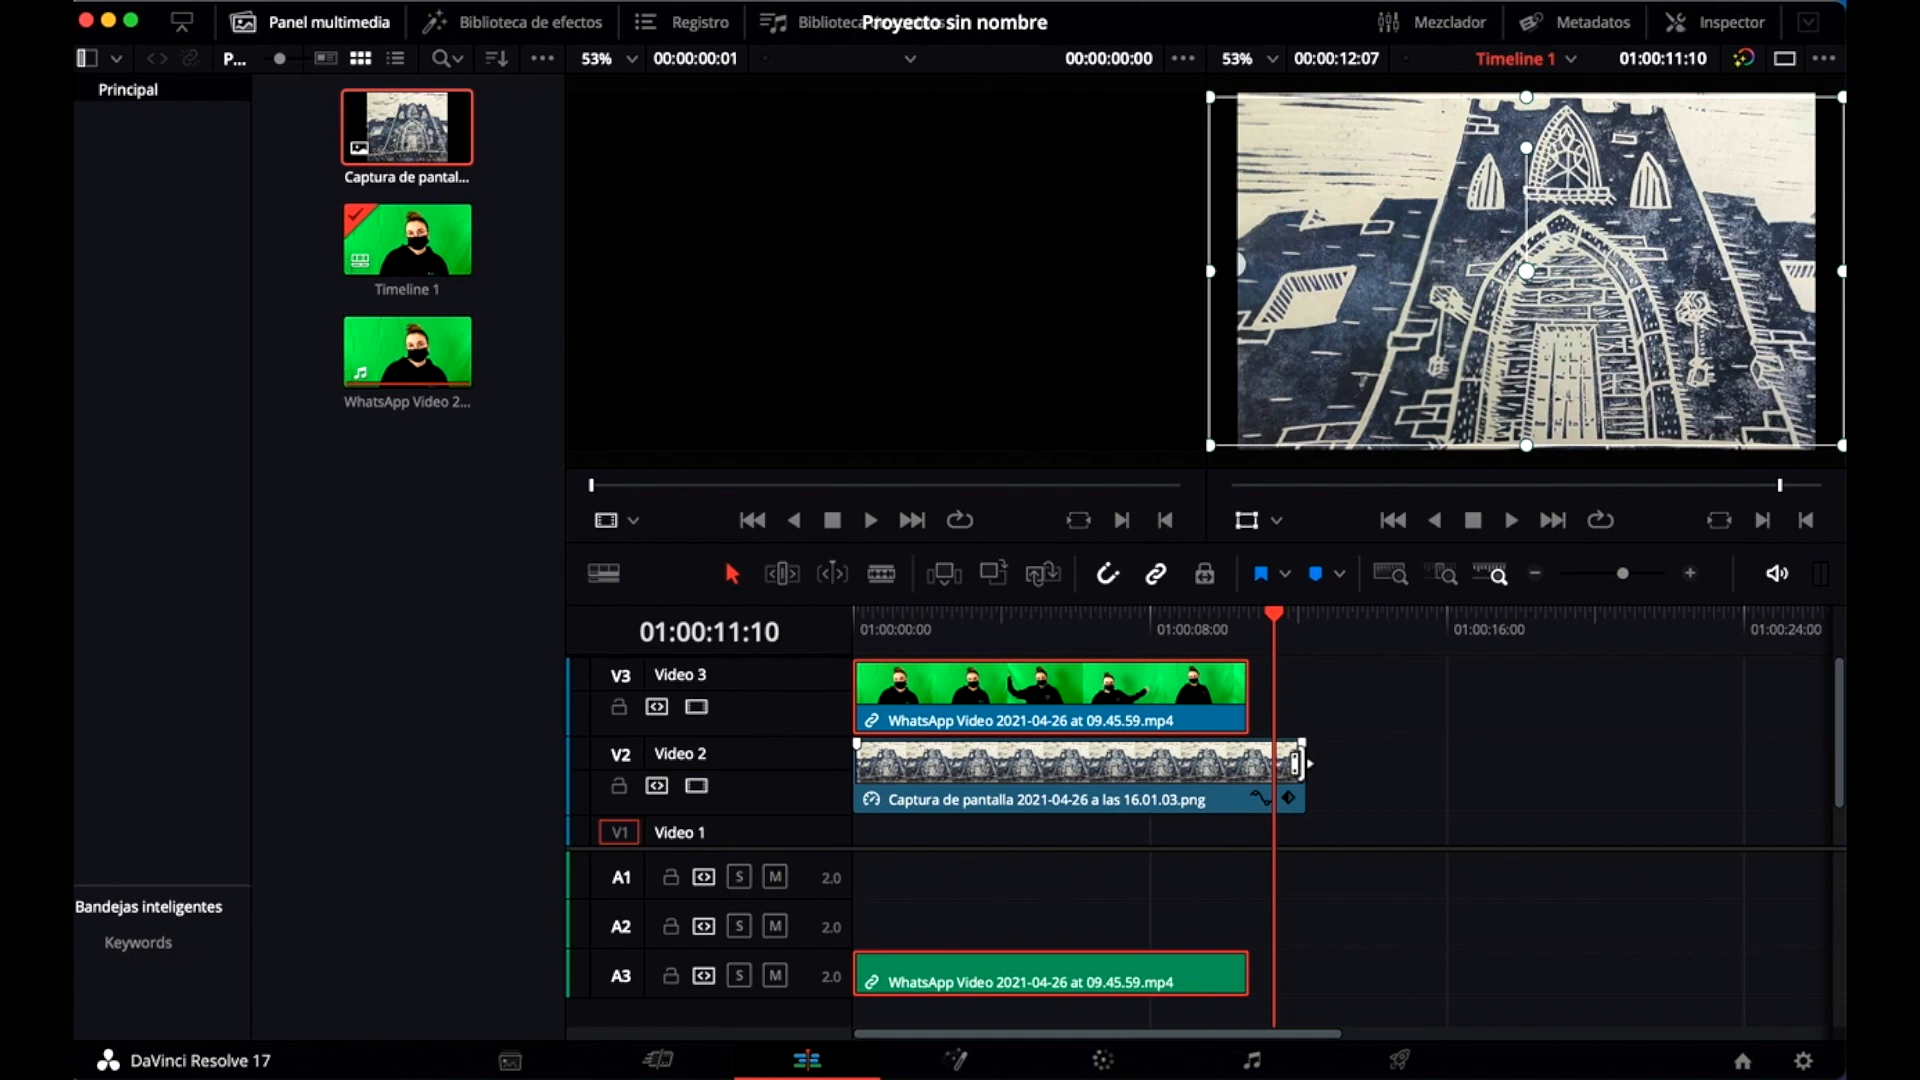 Panel multimedia
Biblioteca de efectos
Registro
Biblioteca
Proyecto sin nombre
Mezclador
Metadatos
Inspector
P...
53%
00:00:00:01
00:00:00:00
53%
00:00:12:07
Timeline 1
01:00:11:10
Principal
Captura de pantal...
Timeline 1
WhatsApp Video 2...
Bandejas inteligentes
Keywords
01:00:11:10
01:00:00:00
01:00:08:00
01:00:16:00
01:00:24:00
V3 Video 3
WhatsApp Video 2021-04-26 at 09.45.59.mp4
V2 Video 2
Captura de pantalla 2021-04-26 a las 16.01.03.png
V1 Video 1
A1 S M 2.0
A2 S M 2.0
A3 S M 2.0
WhatsApp Video 2021-04-26 at 09.45.59.mp4
DaVinci Resolve 17